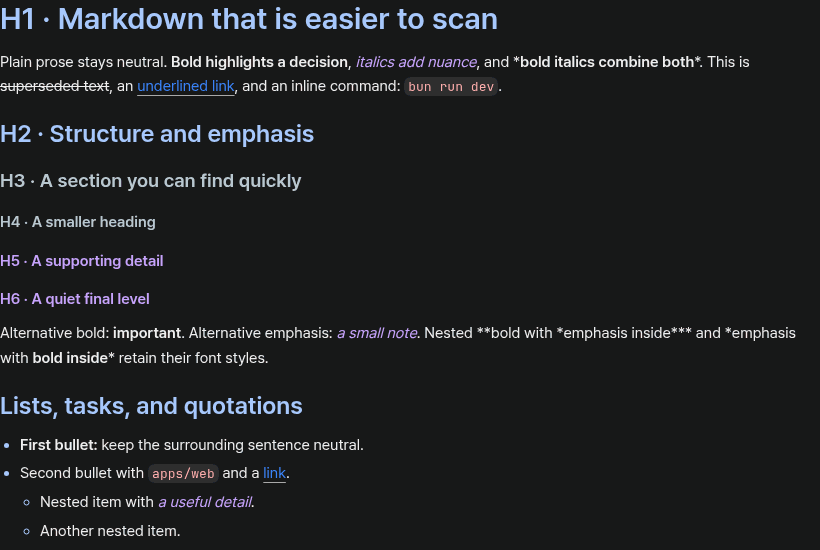 H1 · Markdown that is easier to scan
Plain prose stays neutral. Bold highlights a decision, italics add nuance, and *bold italics combine both*. This is
superseded text, an underlined link, and an inline command: bun run dev.
H2 · Structure and emphasis
H3 · A section you can find quickly
H4 · A smaller heading
H5 · A supporting detail
H6 · A quiet final level
Alternative bold: important. Alternative emphasis: a small note. Nested **bold with *emphasis inside*** and *emphasis
with bold inside* retain their font styles.
Lists, tasks, and quotations
• First bullet: keep the surrounding sentence neutral.
• Second bullet with apps/web and a link.
◦ Nested item with a useful detail.
◦ Another nested item.